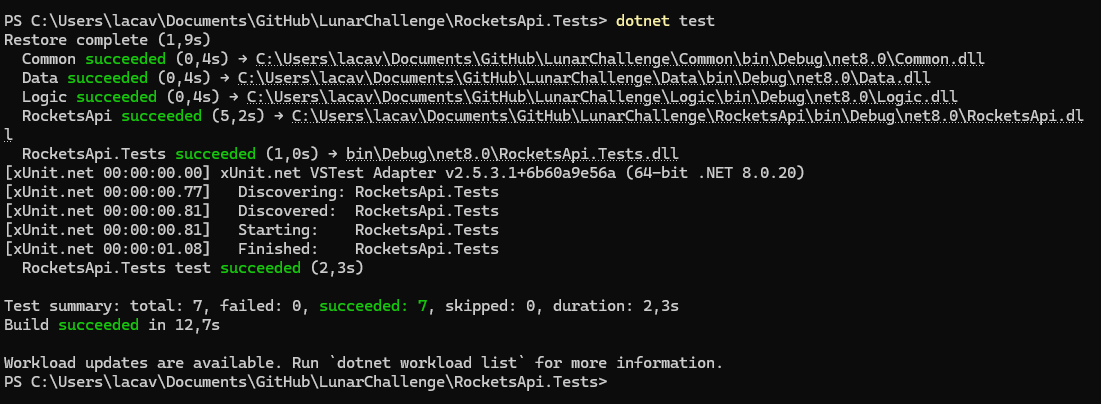 PS C:\Users\lacav\Documents\GitHub\LunarChallenge\RocketsApi.Tests> dotnet test
Restore complete (1,9s)
  Common succeeded (0,4s) → C:\Users\lacav\Documents\GitHub\LunarChallenge\Common\bin\Debug\net8.0\Common.dll
  Data succeeded (0,4s) → C:\Users\lacav\Documents\GitHub\LunarChallenge\Data\bin\Debug\net8.0\Data.dll
  Logic succeeded (0,4s) → C:\Users\lacav\Documents\GitHub\LunarChallenge\Logic\bin\Debug\net8.0\Logic.dll
  RocketsApi succeeded (5,2s) → C:\Users\lacav\Documents\GitHub\LunarChallenge\RocketsApi\bin\Debug\net8.0\RocketsApi.dl
l
  RocketsApi.Tests succeeded (1,0s) → bin\Debug\net8.0\RocketsApi.Tests.dll
[xUnit.net 00:00:00.00] xUnit.net VSTest Adapter v2.5.3.1+6b60a9e56a (64-bit .NET 8.0.20)
[xUnit.net 00:00:00.77]   Discovering: RocketsApi.Tests
[xUnit.net 00:00:00.81]   Discovered:  RocketsApi.Tests
[xUnit.net 00:00:00.81]   Starting:    RocketsApi.Tests
[xUnit.net 00:00:01.08]   Finished:    RocketsApi.Tests
  RocketsApi.Tests test succeeded (2,3s)

Test summary: total: 7, failed: 0, succeeded: 7, skipped: 0, duration: 2,3s
Build succeeded in 12,7s

Workload updates are available. Run `dotnet workload list` for more information.
PS C:\Users\lacav\Documents\GitHub\LunarChallenge\RocketsApi.Tests>